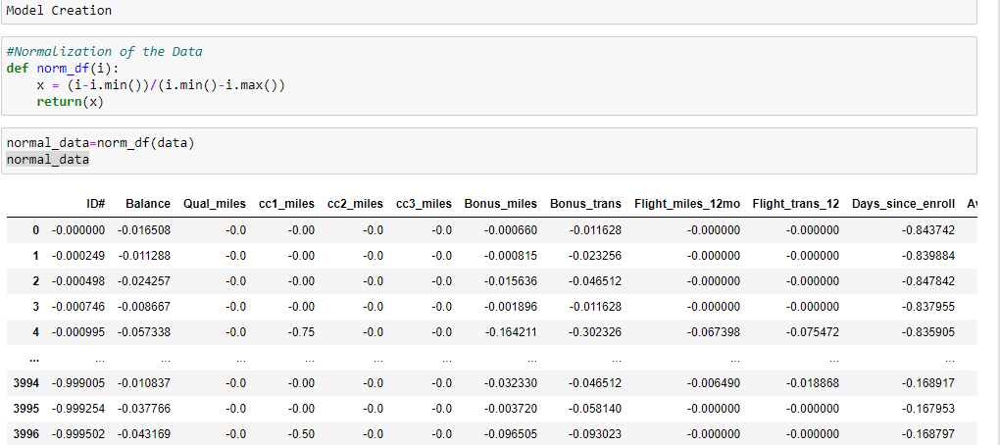 Model Creation
#Normalization of the Data
def norm_df(i):
x = (i-i.min())/(i.min()-i.max())
return(x)
normal_data=norm_df(data)
normal_data
ID# Balance Qual_miles cc1_miles cc2_miles cc3_miles Bonus_miles Bonus_trans Flight_miles_12mo Flight_trans_12 Days_since_enroll
0 -0.000000 -0.016508 -0.0 -0.00 -0.0 -0.0 -0.000660 -0.011628 -0.000000 -0.000000 -0.843742
1 -0.000249 -0.011288 -0.0 -0.00 -0.0 -0.0 -0.000815 -0.023256 -0.000000 -0.000000 -0.839884
2 -0.000498 -0.024257 -0.0 -0.00 -0.0 -0.0 -0.015636 -0.046512 -0.000000 -0.000000 -0.847842
3 -0.000746 -0.008667 -0.0 -0.00 -0.0 -0.0 -0.001896 -0.011628 -0.000000 -0.000000 -0.837955
4 -0.000995 -0.057338 -0.0 -0.75 -0.0 -0.0 -0.164211 -0.302326 -0.067398 -0.075472 -0.835905
... ... ... ... ... ... ... ... ... ... ... ...
3994 -0.999005 -0.010837 -0.0 -0.00 -0.0 -0.0 -0.032330 -0.046512 -0.006490 -0.018868 -0.168917
3995 -0.999254 -0.037766 -0.0 -0.00 -0.0 -0.0 -0.003720 -0.058140 -0.000000 -0.000000 -0.167953
3996 -0.999502 -0.043169 -0.0 -0.50 -0.0 -0.0 -0.096505 -0.093023 -0.000000 -0.000000 -0.168797